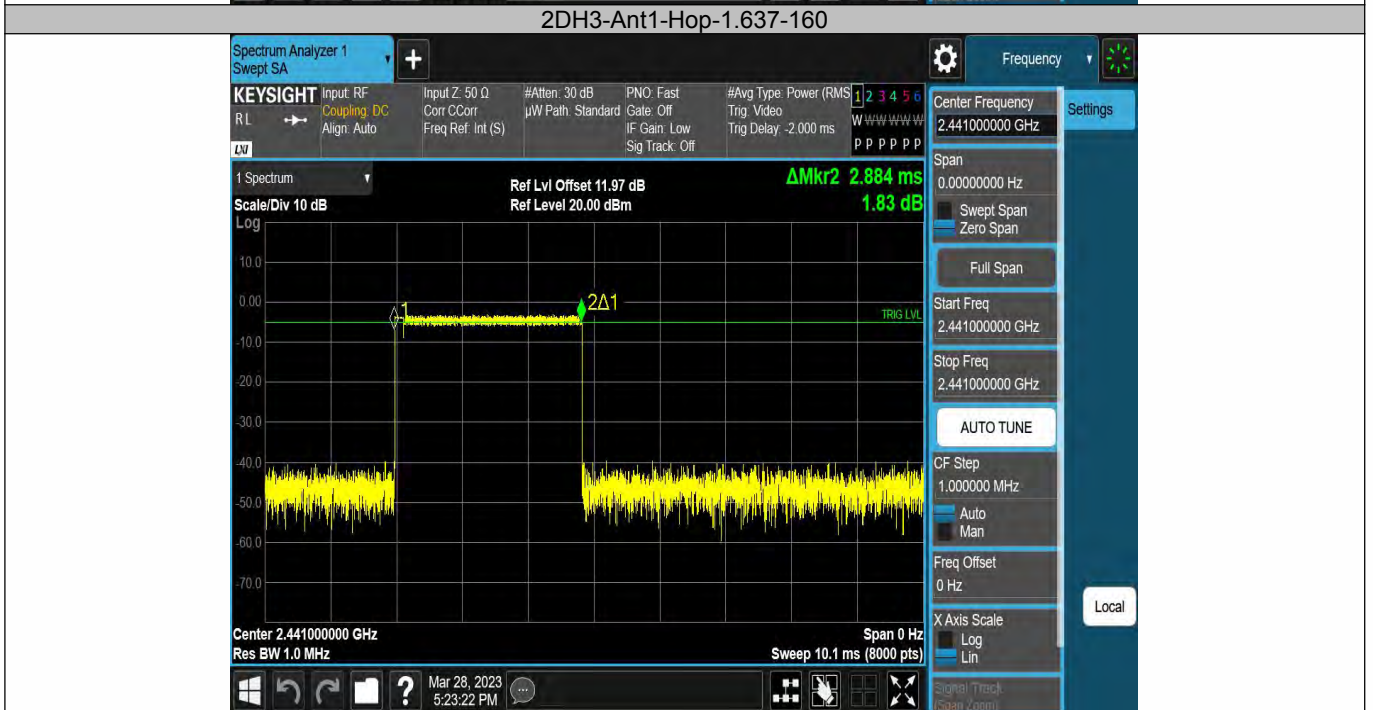 2DH3-Ant1-Hop-1.637-160
Spectrum Analyzer 1
Swept SA
+
Frequency
KEYSIGHT
RL
LXI
Input: RF
Coupling: DC
Align: Auto
Input Z: 50 Ω
Corr CCorr
Freq Ref: Int (S)
#Atten: 30 dB
µW Path: Standard
PNO: Fast
Gate: Off
IF Gain: Low
Sig Track: Off
#Avg Type: Power (RMS
Trig: Video
Trig Delay: -2.000 ms
1 2 3 4 5 6
W W W W W W
P P P P P P
Center Frequency
2.441000000 GHz
Settings
Span
0.00000000 Hz
Swept Span
Zero Span
Full Span
Start Freq
2.441000000 GHz
Stop Freq
2.441000000 GHz
AUTO TUNE
CF Step
1.000000 MHz
Auto
Man
Freq Offset
0 Hz
X Axis Scale
Log
Lin
Signal Track
(Span Zoom)
Local
1 Spectrum
Scale/Div 10 dB
Log
Ref Lvl Offset 11.97 dB
Ref Level 20.00 dBm
ΔMkr2 2.884 ms
1.83 dB
10.0
0.00
-10.0
-20.0
-30.0
-40.0
-50.0
-60.0
-70.0
1
2Δ1
TRIG LVL
Center 2.441000000 GHz
Res BW 1.0 MHz
Span 0 Hz
Sweep 10.1 ms (8000 pts)
?
Mar 28, 2023
5:23:22 PM